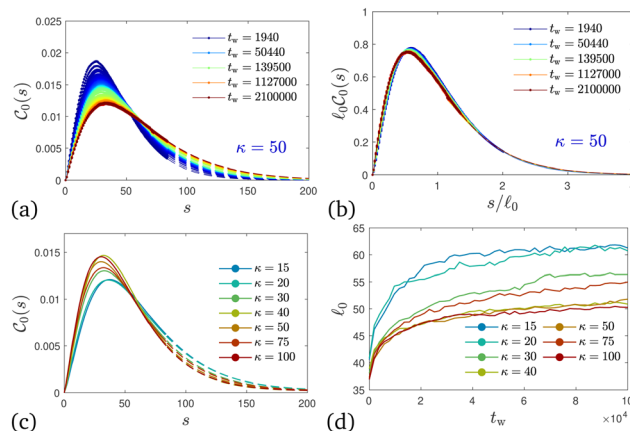 0.025
0.02
0.015
0.01
0.005
0
0 50 100 150 200
𝒞₀(s)
s
t_w = 1940
t_w = 50440
t_w = 139500
t_w = 1127000
t_w = 2100000
κ = 50
(a)
1
0.8
0.6
0.4
0.2
0
0 1 2 3
ℓ₀𝒞₀(s)
s/ℓ₀
t_w = 1940
t_w = 50440
t_w = 139500
t_w = 1127000
t_w = 2100000
κ = 50
(b)
0.015
0.01
0.005
0
0 50 100 150 200
𝒞₀(s)
s
κ = 15
κ = 20
κ = 30
κ = 40
κ = 50
κ = 75
κ = 100
(c)
65
60
55
50
45
40
35
0 2 4 6 8 10
×10⁴
ℓ₀
t_w
κ = 15 κ = 50
κ = 20 κ = 75
κ = 30 κ = 100
κ = 40
(d)